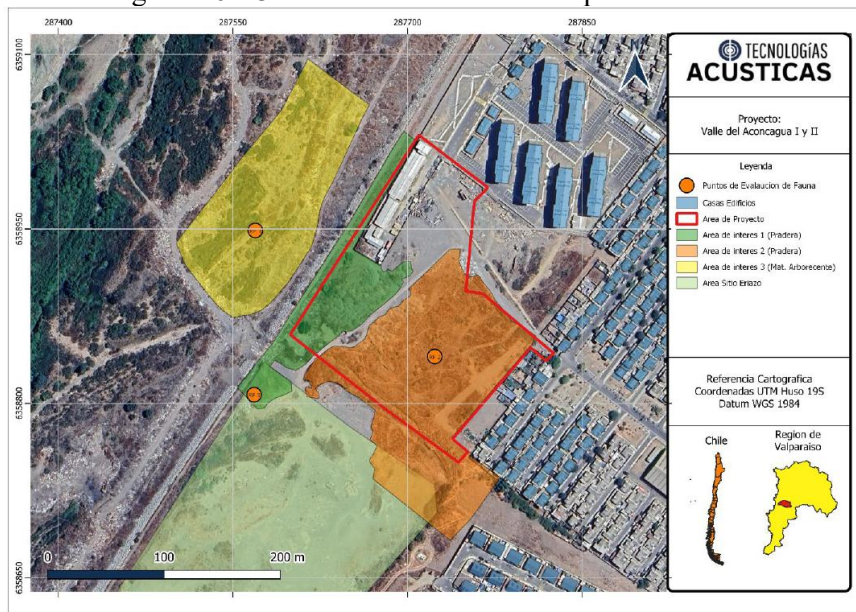 287400
287550
287700
287850
6359100
6358950
6358800
6358650
0
100
200 m
TECNOLOGÍAS
ACUSTICAS
Proyecto:
Valle del Aconcagua I y II
Leyenda
Puntos de Evalaucion de Fauna
Casas Edificios
Area de Proyecto
Area de interes 1 (Pradera)
Area de interes 2 (Pradera)
Area de interes 3 (Mat. Arborecente)
Area Sitio Eriazo
Referencia Cartografica
Coordenadas UTM Huso 19S
Datum WGS 1984
Chile
Region de
Valparaiso